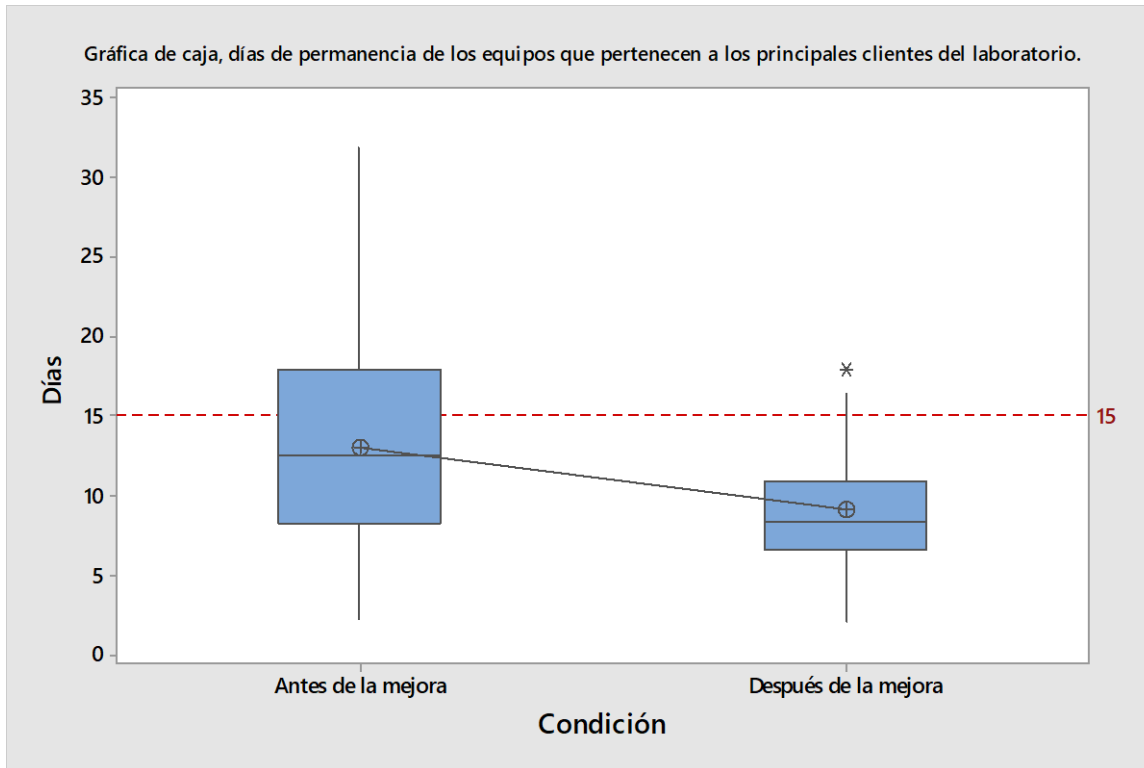 Gráfica de caja, días de permanencia de los equipos que pertenecen a los principales clientes del laboratorio.
35
30
25
20
15
10
5
0
Días
15
Antes de la mejora
Después de la mejora
Condición